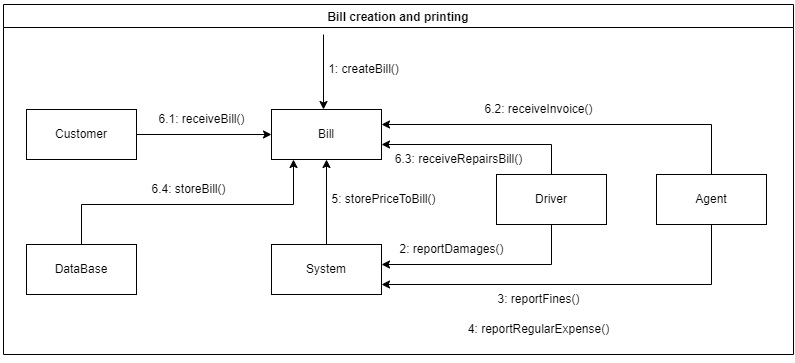 Bill creation and printing
1: createBill()
6.2: receiveInvoice()
Customer
6.1: receiveBill()
Bill
6.3: receiveRepairsBill()
6.4: storeBill()
5: storePriceToBill()
Driver
Agent
2: reportDamages()
DataBase
System
3: reportFines()
4: reportRegularExpense()